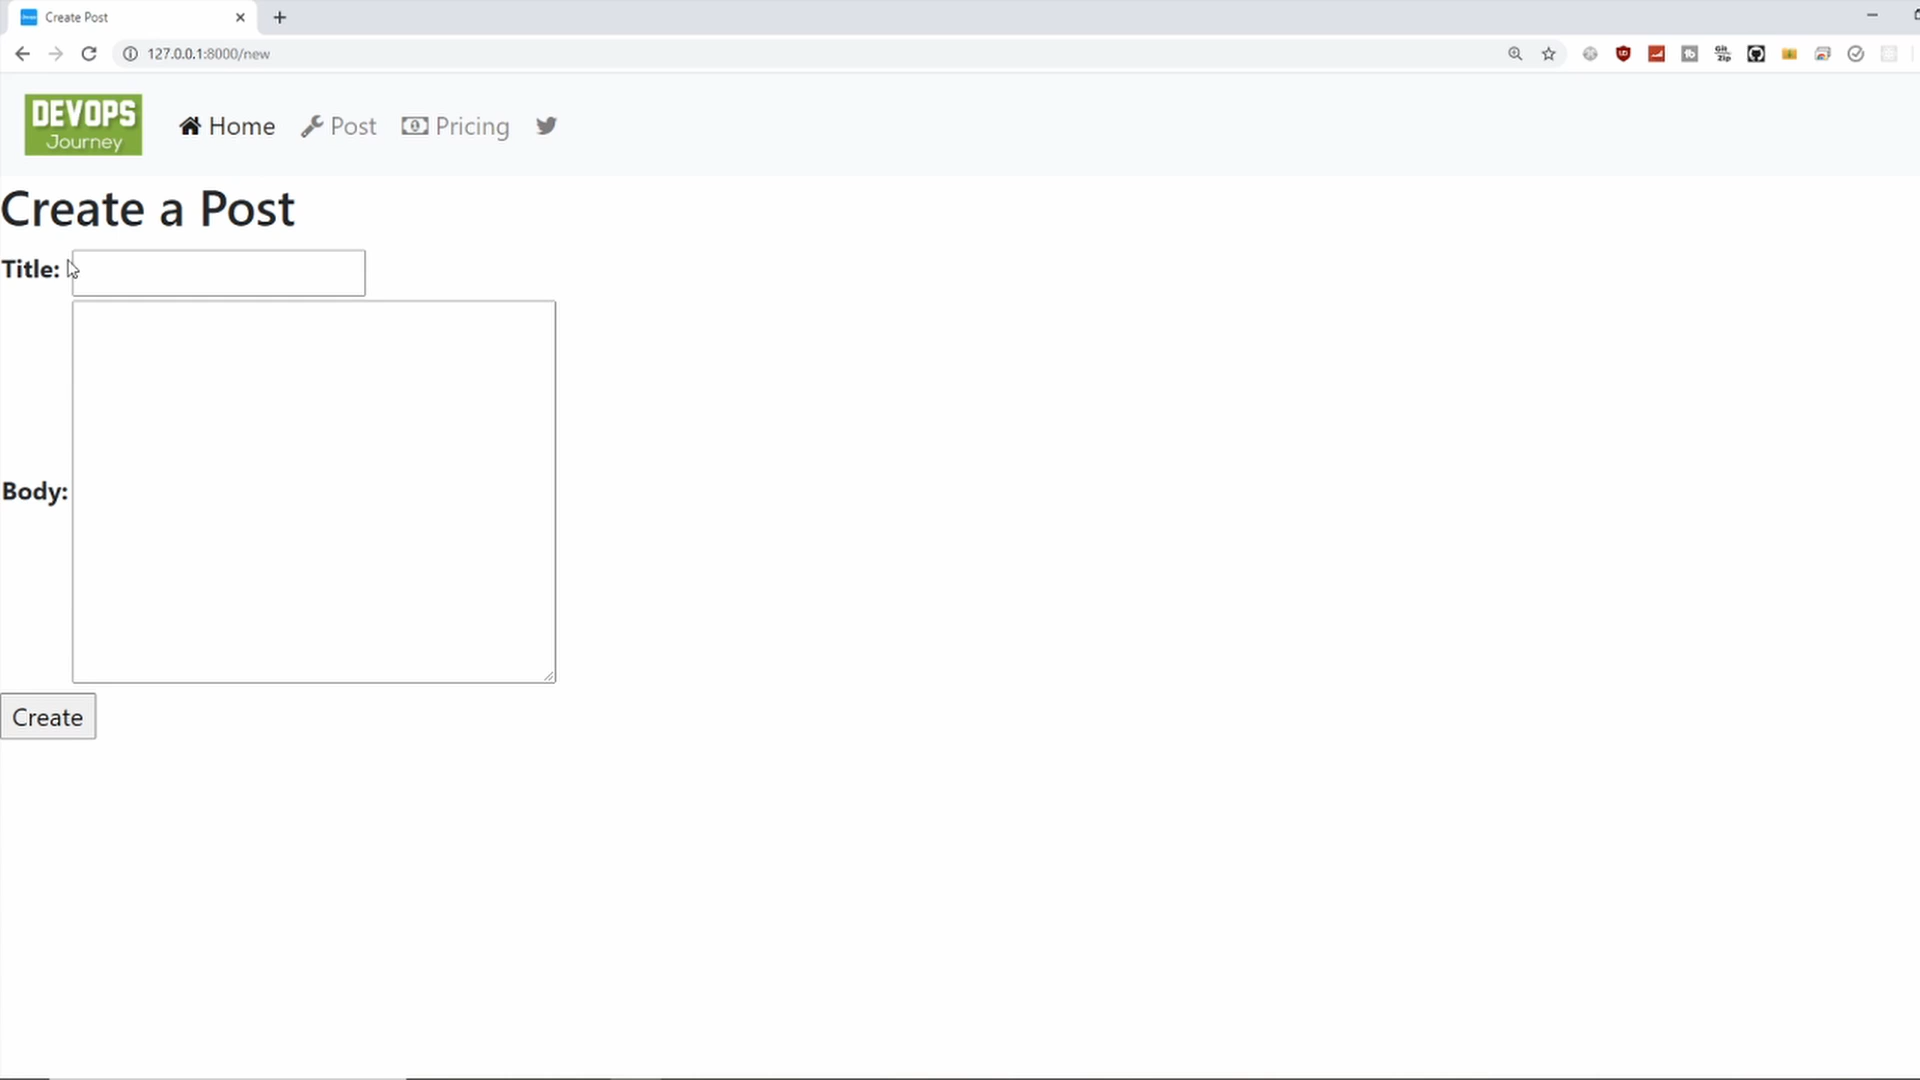 Create Post
127.0.0.1:8000/new
DEVOPS
Journey
Home
Post
Pricing
Create a Post
Title:
Body:
Create